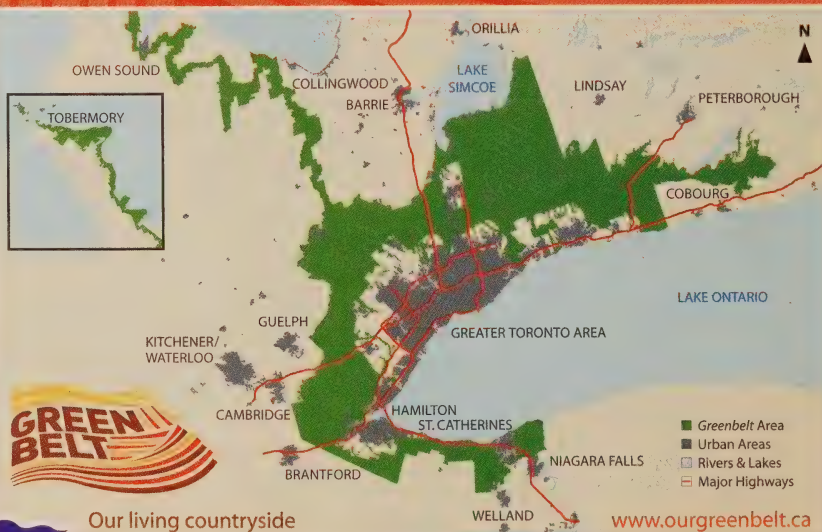 ORILLIA
N
OWEN SOUND
COLLINGWOOD
LAKE
SIMCOE
LINDSAY
BARRIE
PETERBOROUGH
TOBERMORY
COBOURG
LAKE ONTARIO
GUELPH
GREATER TORONTO AREA
KITCHENER/
WATERLOO
CAMBRIDGE
HAMILTON
ST. CATHERINES
GREEN
BELT
Greenbelt Area
Urban Areas
Rivers & Lakes
Major Highways
NIAGARA FALLS
BRANTFORD
WELLAND
Our living countryside
www.ourgreenbelt.ca